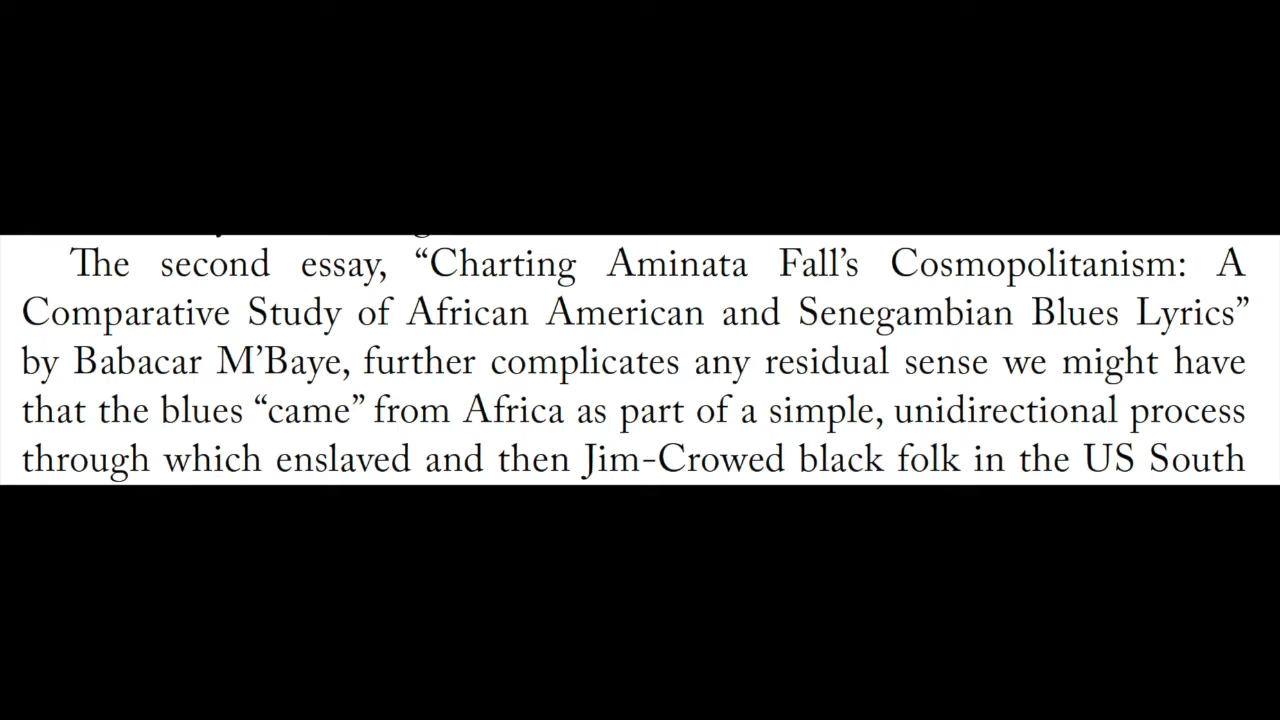 The second essay, “Charting Aminata Fall’s Cosmopolitanism: A
Comparative Study of African American and Senegambian Blues Lyrics”
by Babacar M’Baye, further complicates any residual sense we might have
that the blues “came” from Africa as part of a simple, unidirectional process
through which enslaved and then Jim-Crowed black folk in the US South